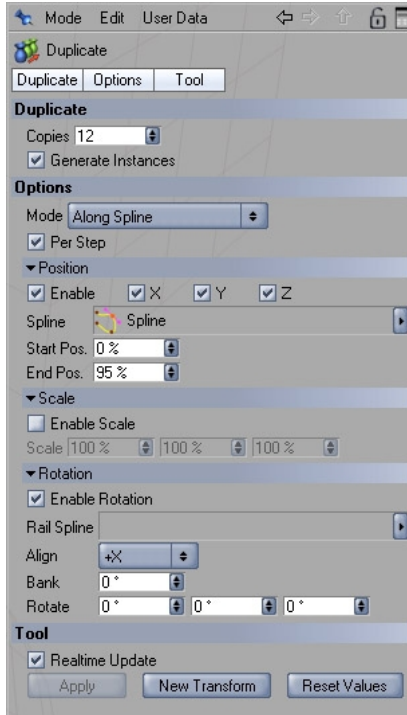 Mode Edit User Data
Duplicate
Duplicate Options Tool
Duplicate
Copies 12
Generate Instances
Options
Mode Along Spline
Per Step
Position
Enable X Y Z
Spline Spline
Start Pos. 0 %
End Pos. 95 %
Scale
Enable Scale
Scale 100 % 100 % 100 %
Rotation
Enable Rotation
Rail Spline
Align +X
Bank 0 °
Rotate 0 ° 0 ° 0 °
Tool
Realtime Update
Apply New Transform Reset Values